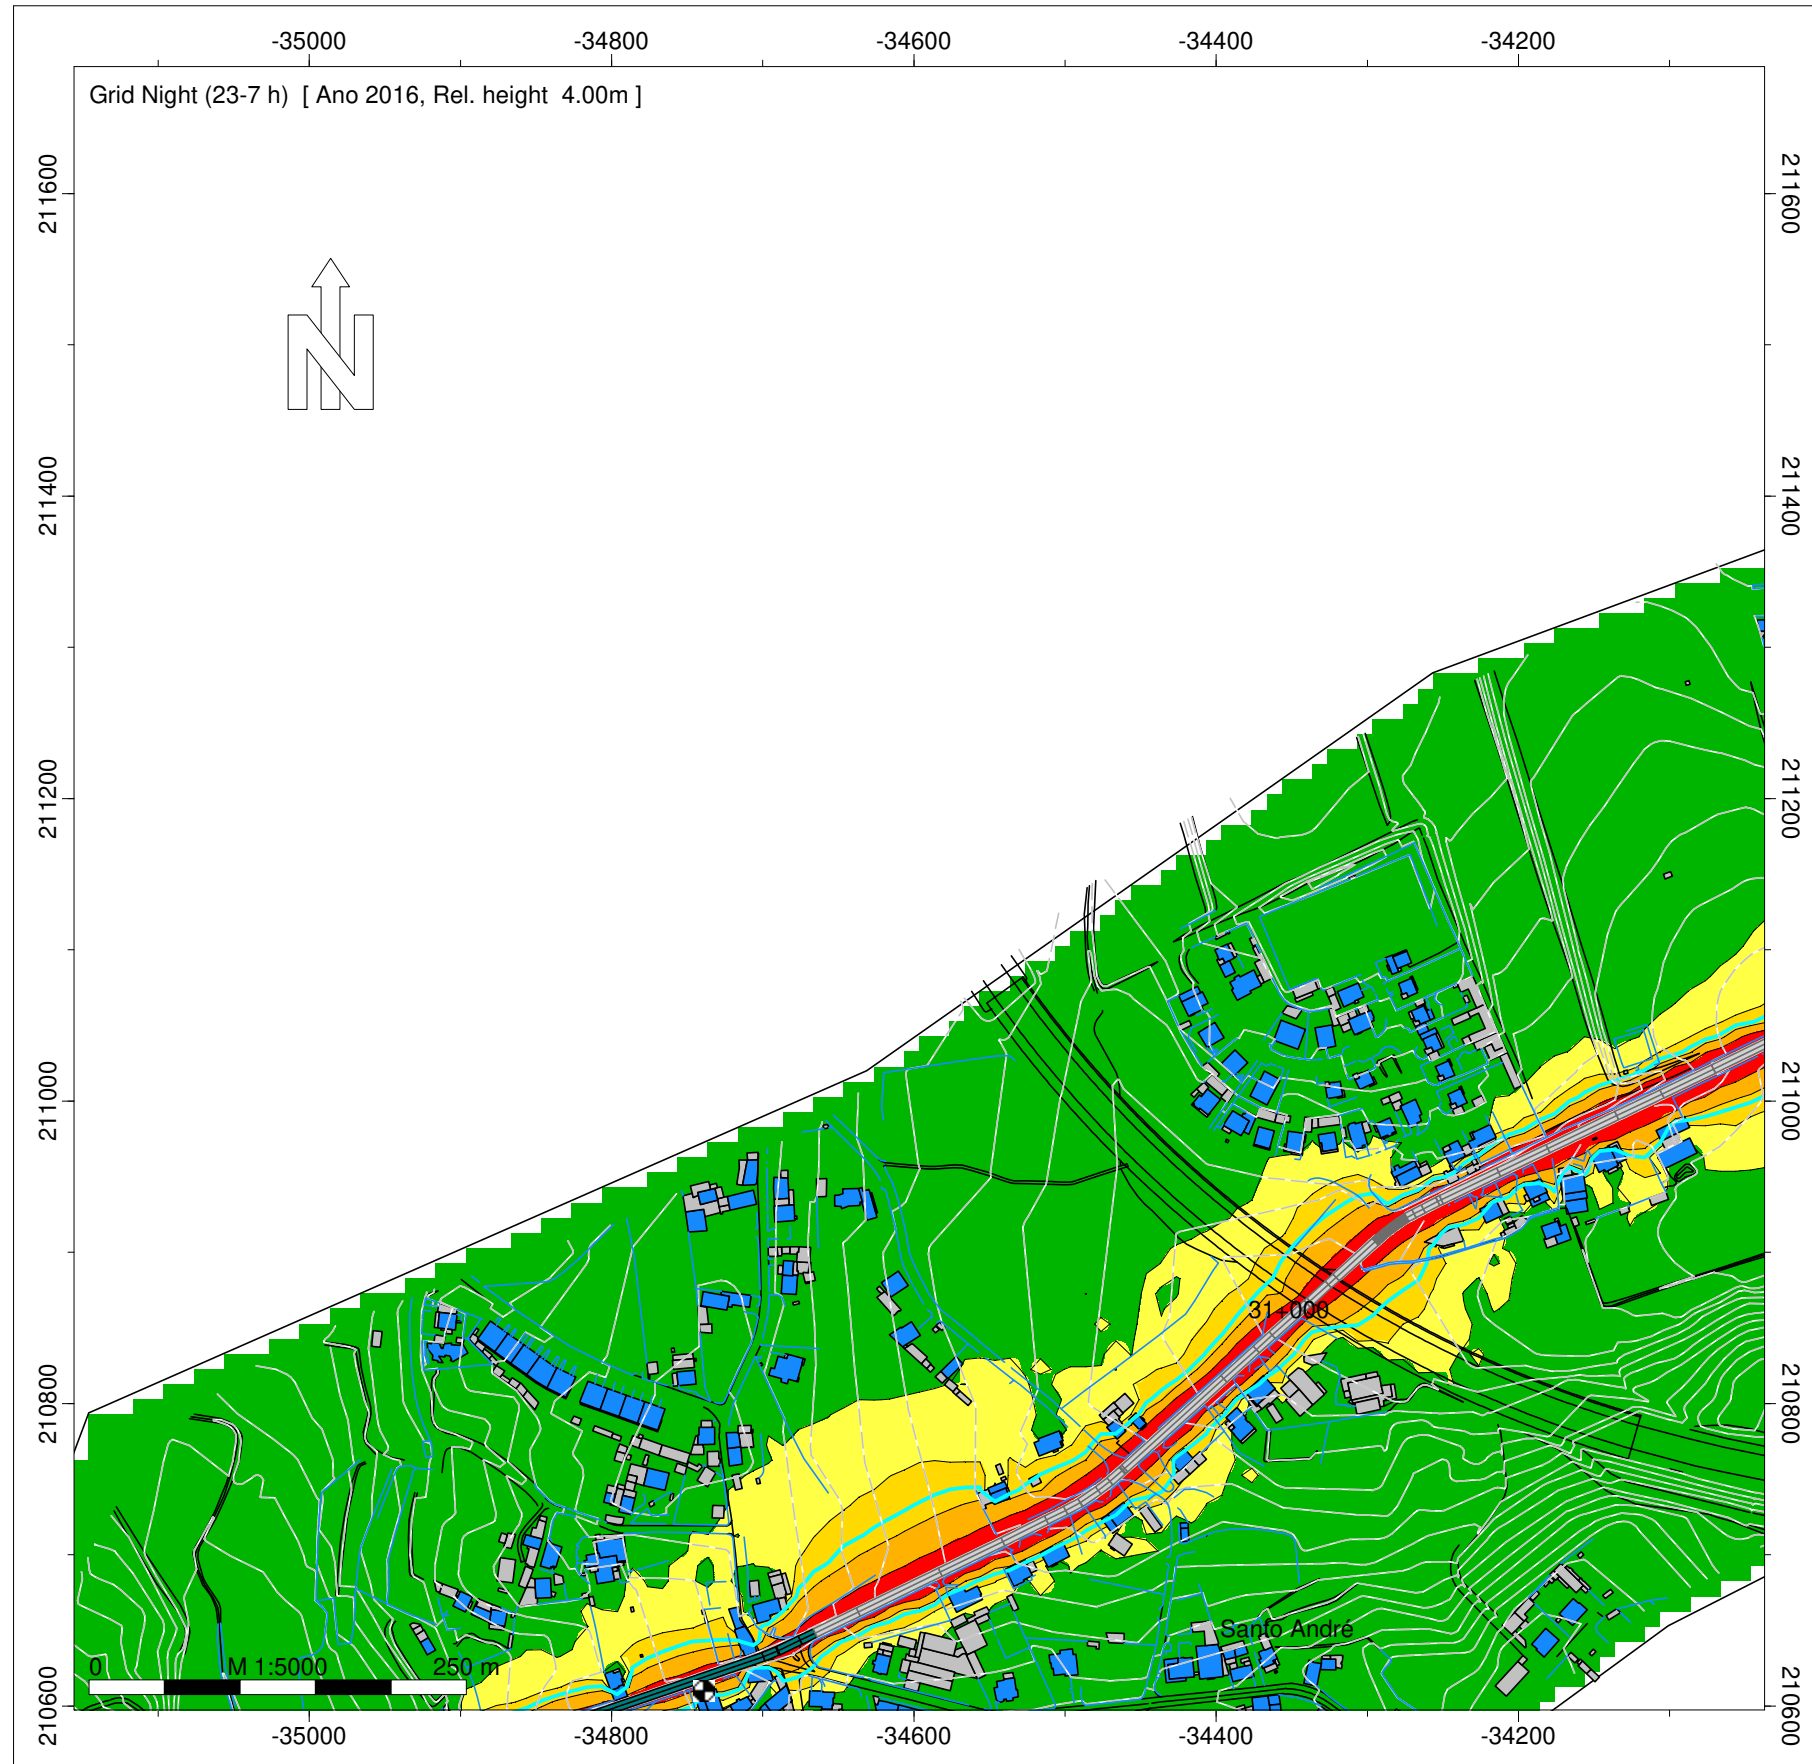 -35000 -34800 -34600 -34400 -34200
Grid Night (23-7 h) [ Ano 2016, Rel. height 4.00m ]
211600 211600
N
211400 211400
211200 211200
211000 211000
31+000
210800 210800
Santo André
0 M 1:5000 250 m
210600 210600
-35000 -34800 -34600 -34400 -34200